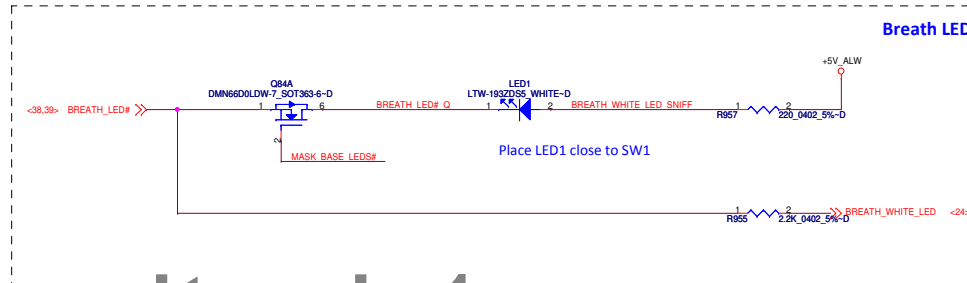 Breath LED
+5V_ALW
Q84A
DMN66D0LDW-7_SOT363-6~D
LED1
LTW-193ZDS5_WHITE~D
<38,39> BREATH_LED#
1
6
BREATH_LED#_Q
1
2
BREATH_WHITE_LED_SNIFF
1
2
R957
220_0402_5%~D
2
MASK_BASE_LEDS#
Place LED1 close to SW1
1
2
R955
2.2K_0402_5%~D
BREATH_WHITE_LED <24>